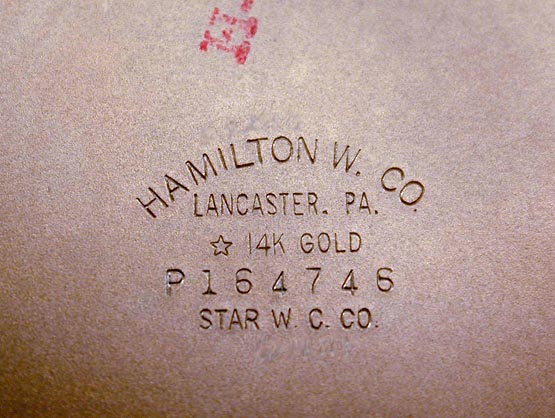 HAMILTON W. CO.
LANCASTER. PA.
☆ 14K GOLD
P164746
STAR W. C. CO.